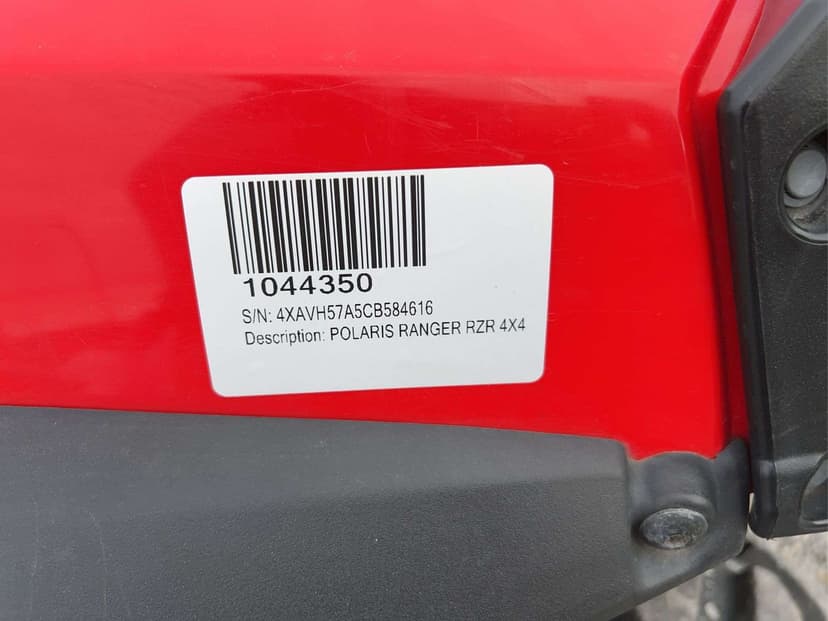 1044350
S/N: 4XAVH57A5CB584616
Description: POLARIS RANGER RZR 4X4